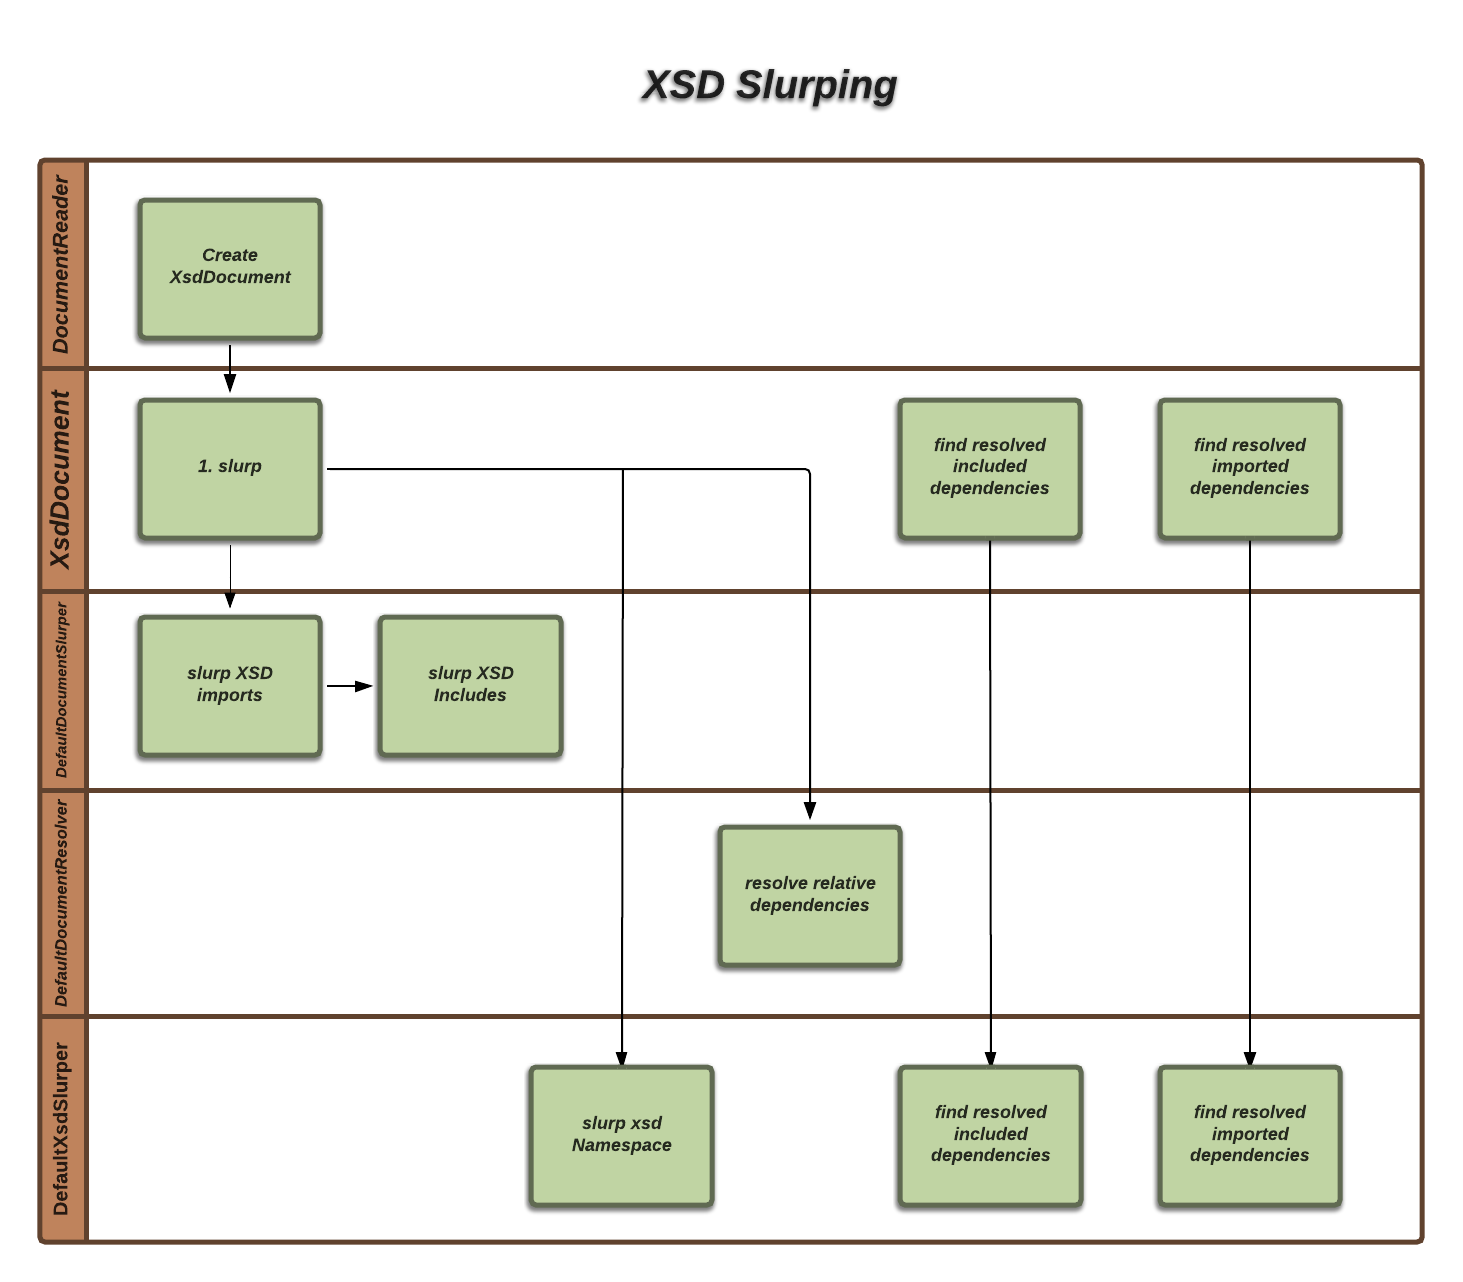 XSD Slurping
DocumentReader
Create
XsdDocument
XsdDocument
1. slurp
find resolved
included
dependencies
find resolved
imported
dependencies
DefaultDocumentSlurper
slurp XSD
imports
slurp XSD
Includes
DefaultDocumentResolver
resolve relative
dependencies
DefaultXsdSlurper
slurp xsd
Namespace
find resolved
included
dependencies
find resolved
imported
dependencies